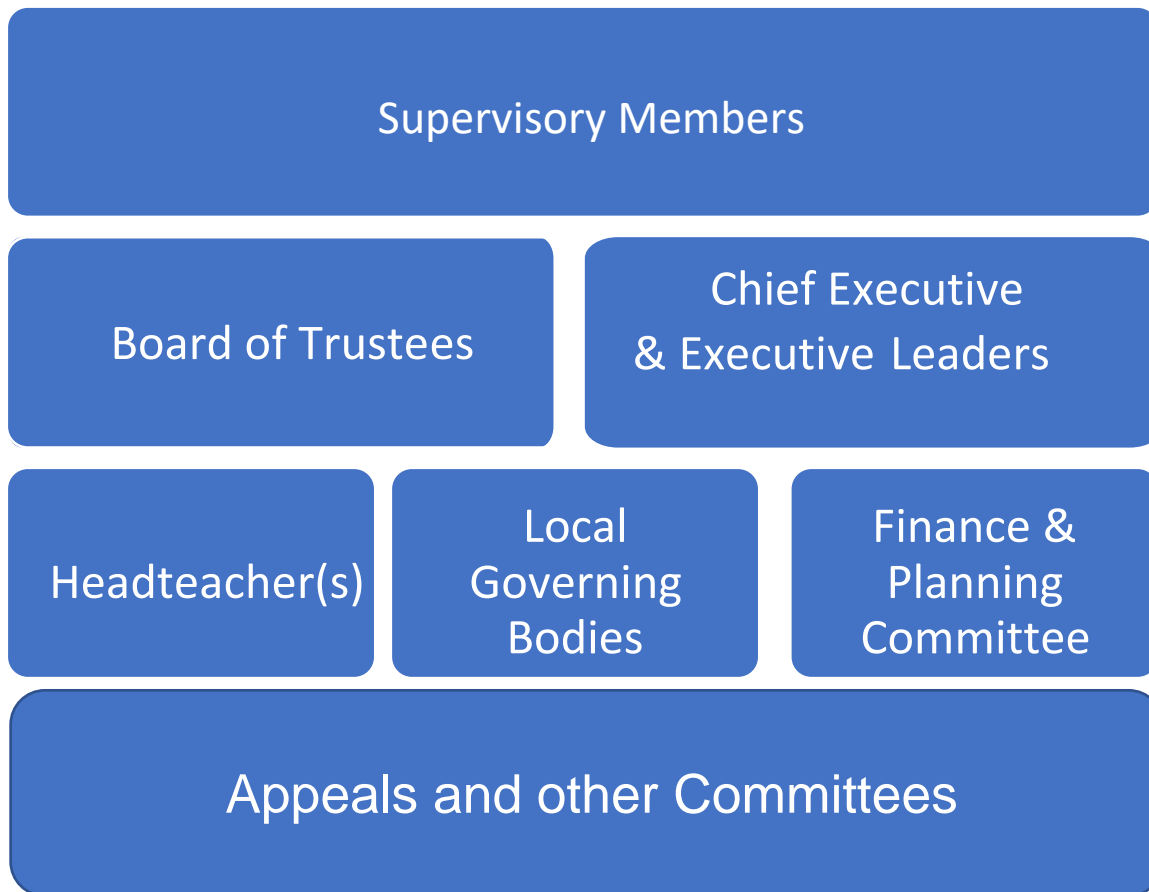 Supervisory Members
Board of Trustees
Chief Executive
& Executive Leaders
Headteacher(s)
Local
Governing
Bodies
Finance &
Planning
Committee
Appeals and other Committees